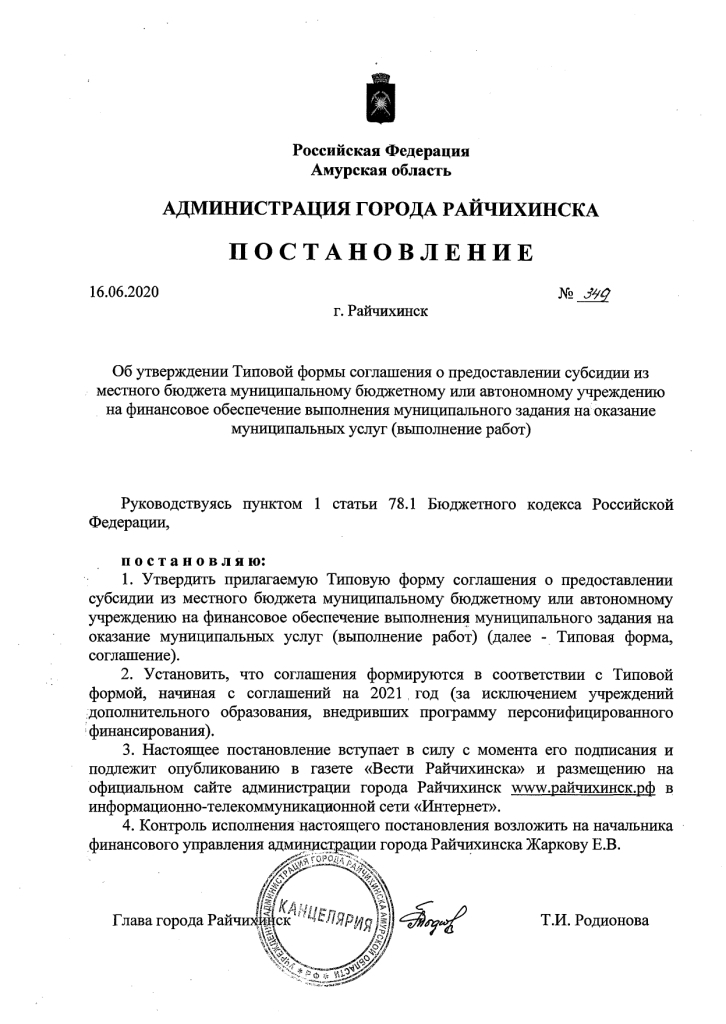 Российская Федерация
Амурская область
АДМИНИСТРАЦИЯ ГОРОДА РАЙЧИХИНСКА
П О С Т А Н О В Л Е Н И Е
16.06.2020 № 349
г. Райчихинск
Об утверждении Типовой формы соглашения о предоставлении субсидии из
местного бюджета муниципальному бюджетному или автономному учреждению
на финансовое обеспечение выполнения муниципального задания на оказание
муниципальных услуг (выполнение работ)
Руководствуясь пунктом 1 статьи 78.1 Бюджетного кодекса Российской
Федерации,
п о с т а н о в л я ю:
1. Утвердить прилагаемую Типовую форму соглашения о предоставлении
субсидии из местного бюджета муниципальному бюджетному или автономному
учреждению на финансовое обеспечение выполнения муниципального задания на
оказание муниципальных услуг (выполнение работ) (далее - Типовая форма,
соглашение).
2. Установить, что соглашения формируются в соответствии с Типовой
формой, начиная с соглашений на 2021 год (за исключением учреждений
дополнительного образования, внедривших программу персонифицированного
финансирования).
3. Настоящее постановление вступает в силу с момента его подписания и
подлежит опубликованию в газете «Вести Райчихинска» и размещению на
официальном сайте администрации города Райчихинск www.райчихинск.рф в
информационно-телекоммуникационной сети «Интернет».
4. Контроль исполнения настоящего постановления возложить на начальника
финансового управления администрации города Райчихинска Жаркову Е.В.
Глава города Райчихинск Т.И. Родионова
КАНЦЕЛЯРИЯ
АДМИНИСТРАЦИЯ ГОРОДА РАЙЧИХИНСКА АМУРСКОЙ ОБЛАСТИ